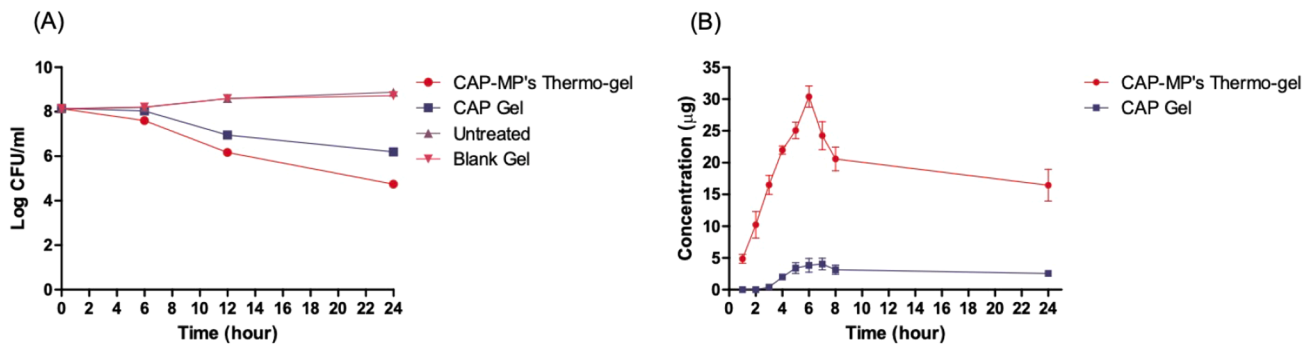 (A)
Log CFU/ml
10
8
6
4
2
0
0 2 4 6 8 10 12 14 16 18 20 22 24
Time (hour)
CAP-MP's Thermo-gel
CAP Gel
Untreated
Blank Gel
(B)
Concentration (μg)
35
30
25
20
15
10
5
0
0 2 4 6 8 10 12 14 16 18 20 22 24
Time (hour)
CAP-MP's Thermo-gel
CAP Gel